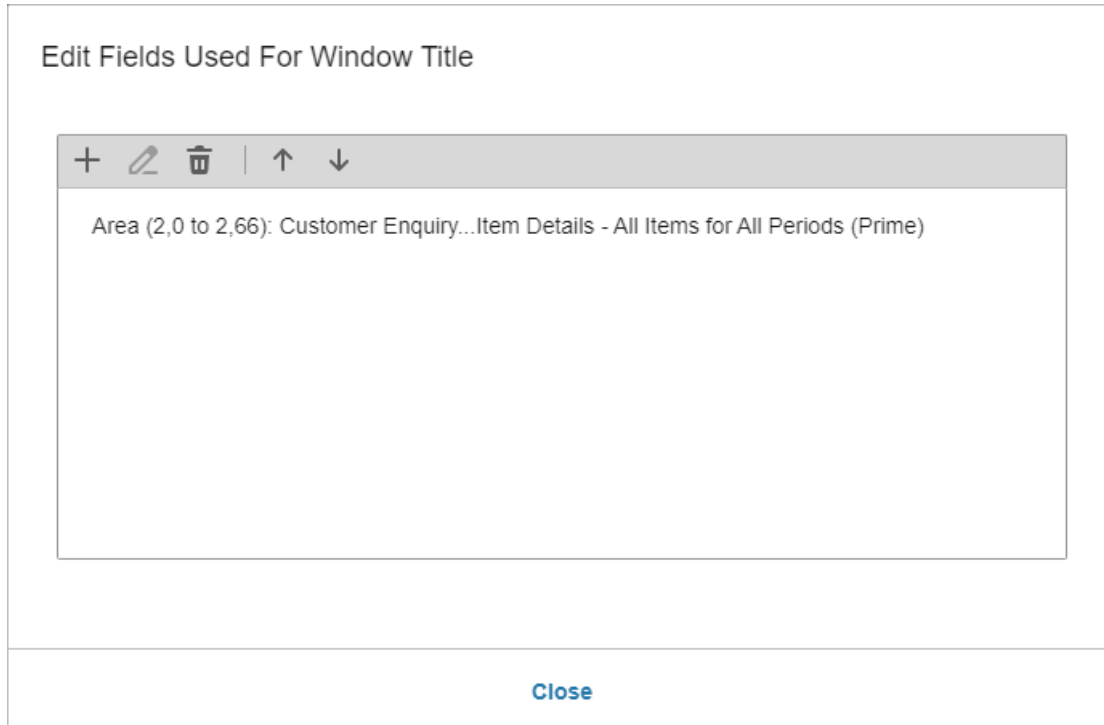 Edit Fields Used For Window Title
Area (2,0 to 2,66): Customer Enquiry...Item Details - All Items for All Periods (Prime)
Close